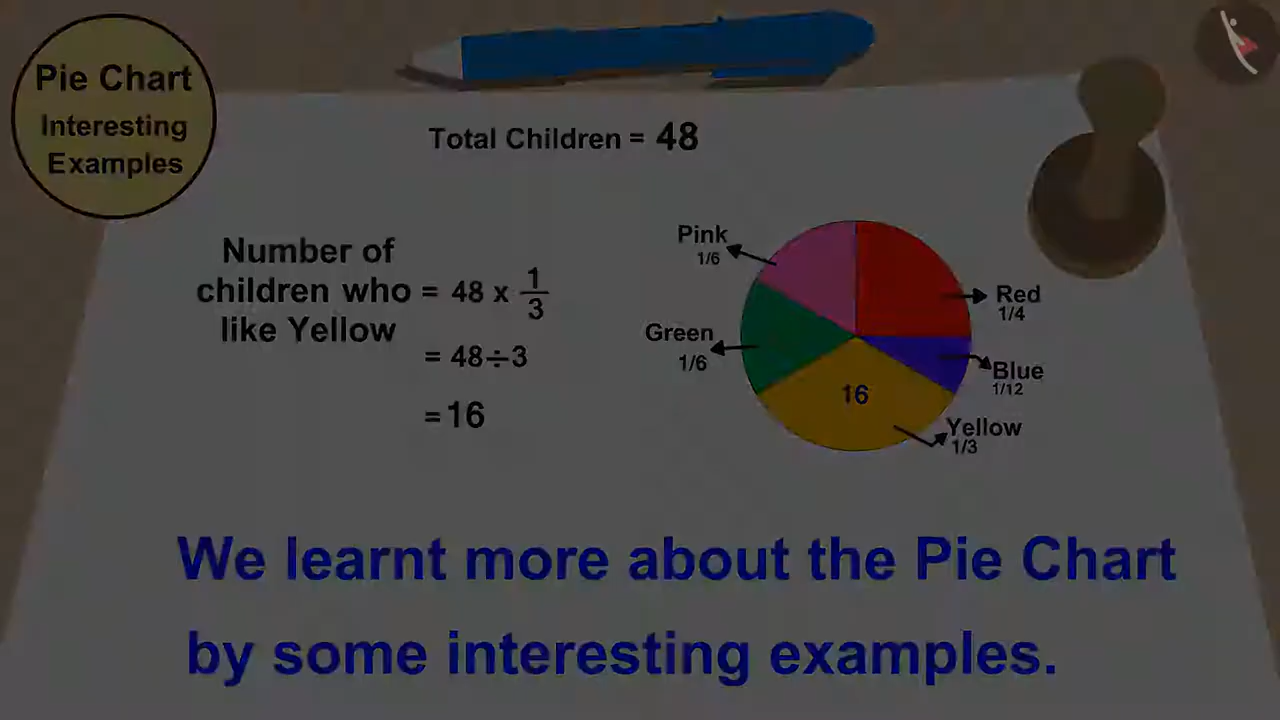 Pie Chart
Interesting
Examples
Total Children = 48
Number of
children who = 48 x 1/3
like Yellow
= 48÷3
= 16
Pink
1/6
Red
1/4
Green
1/6
Blue
1/12
16
Yellow
1/3
We learnt more about the Pie Chart
by some interesting examples.